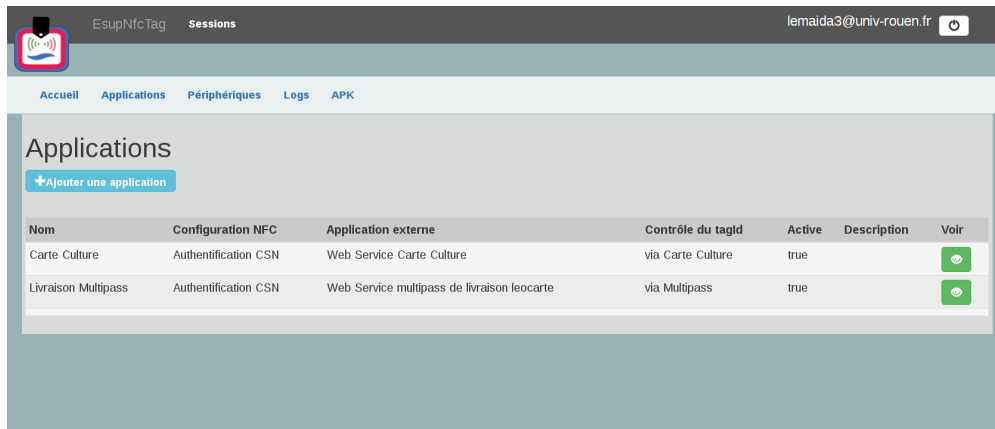 EsupNfcTag Sessions lemaida3@univ-rouen.fr
Accueil Applications Périphériques Logs APK
Applications
Ajouter une application
Nom Configuration NFC Application externe Contrôle du tagId Active Description Voir
Carte Culture Authentification CSN Web Service Carte Culture via Carte Culture true
Livraison Multipass Authentification CSN Web Service multipass de livraison leocarte via Multipass true